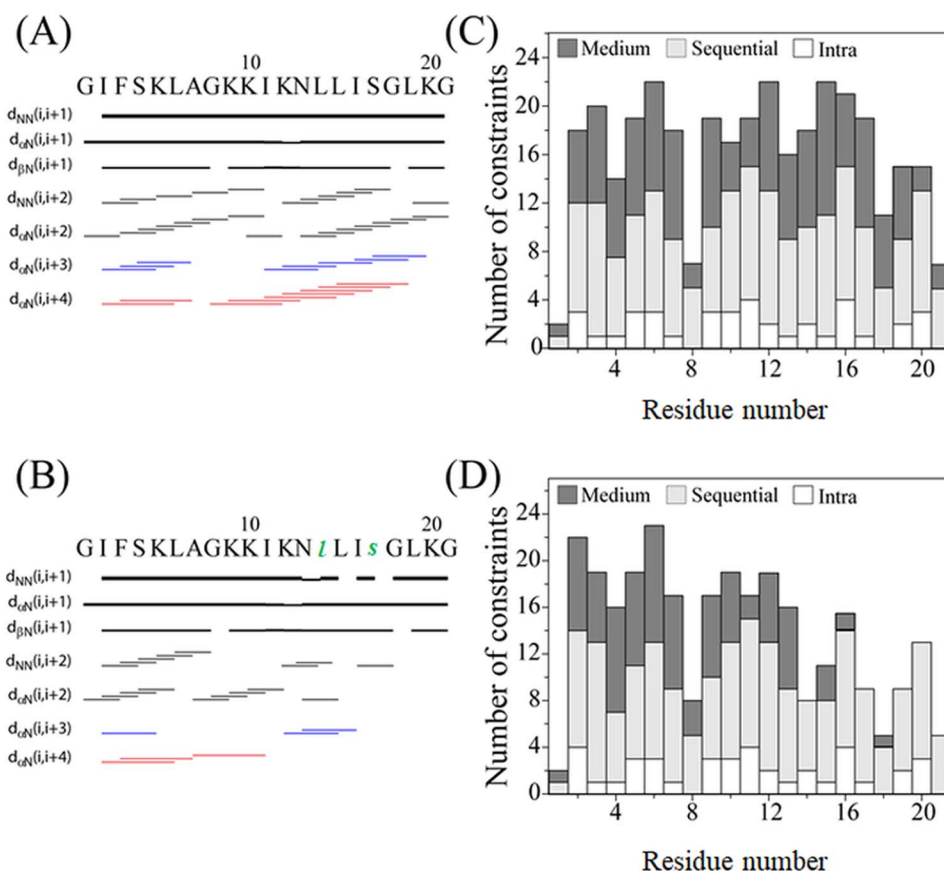 (A)
10 20
GIFSKLAGKKIKNLLISGLKG
dNN(i,i+1)
dαN(i,i+1)
dβN(i,i+1)
dNN(i,i+2)
dαN(i,i+2)
dαN(i,i+3)
dαN(i,i+4)
(C)
Medium Sequential Intra
24
20
16
12
8
4
0
Number of constraints
4 8 12 16 20
Residue number
(B)
10 20
GIFSKLAGKKIKNlLIsGLKG
dNN(i,i+1)
dαN(i,i+1)
dβN(i,i+1)
dNN(i,i+2)
dαN(i,i+2)
dαN(i,i+3)
dαN(i,i+4)
(D)
Medium Sequential Intra
24
20
16
12
8
4
0
Number of constraints
4 8 12 16 20
Residue number